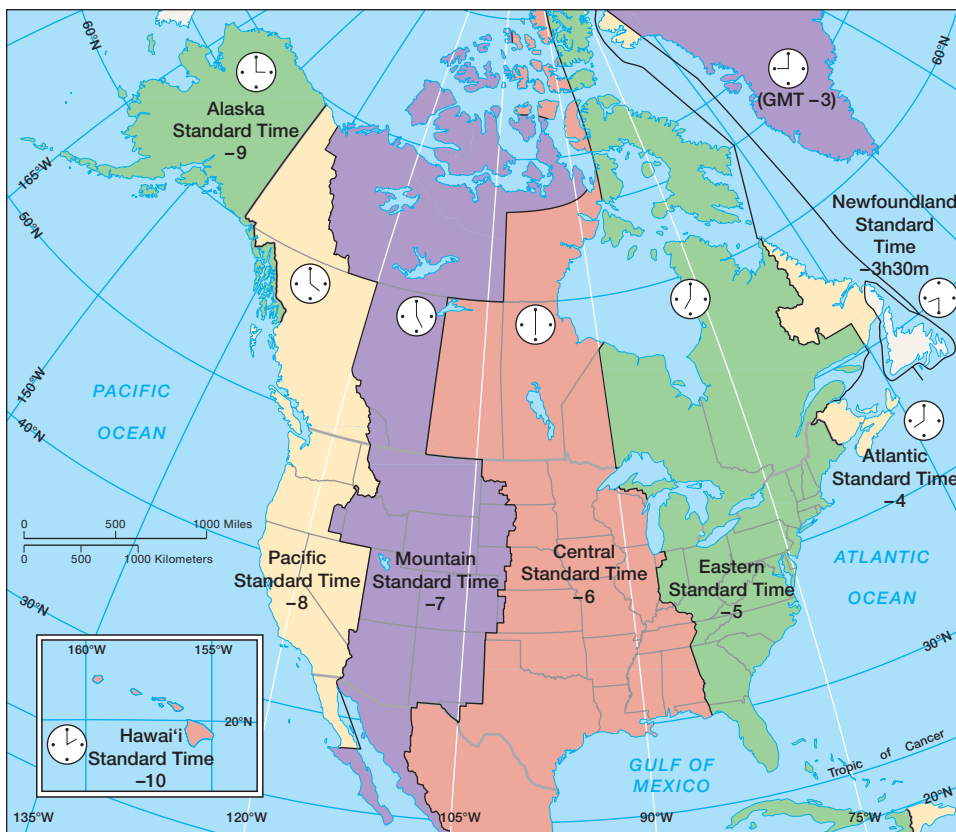 60°N
60°N
Alaska
Standard Time
–9
(GMT –3)
165°W
50°N
Newfoundland
Standard
Time
–3h30m
50°N
150°W
40°N
PACIFIC
OCEAN
40°N
Atlantic
Standard Time
–4
0 500 1000 Miles
0 500 1000 Kilometers
Pacific
Standard Time
–8
Mountain
Standard Time
–7
Central
Standard Time
–6
Eastern
Standard Time
–5
ATLANTIC
OCEAN
30°N
30°N
160°W 155°W
20°N
Hawai‘i
Standard Time
–10
GULF OF
MEXICO
Tropic of Cancer
20°N
135°W 120°W 105°W 90°W 75°W